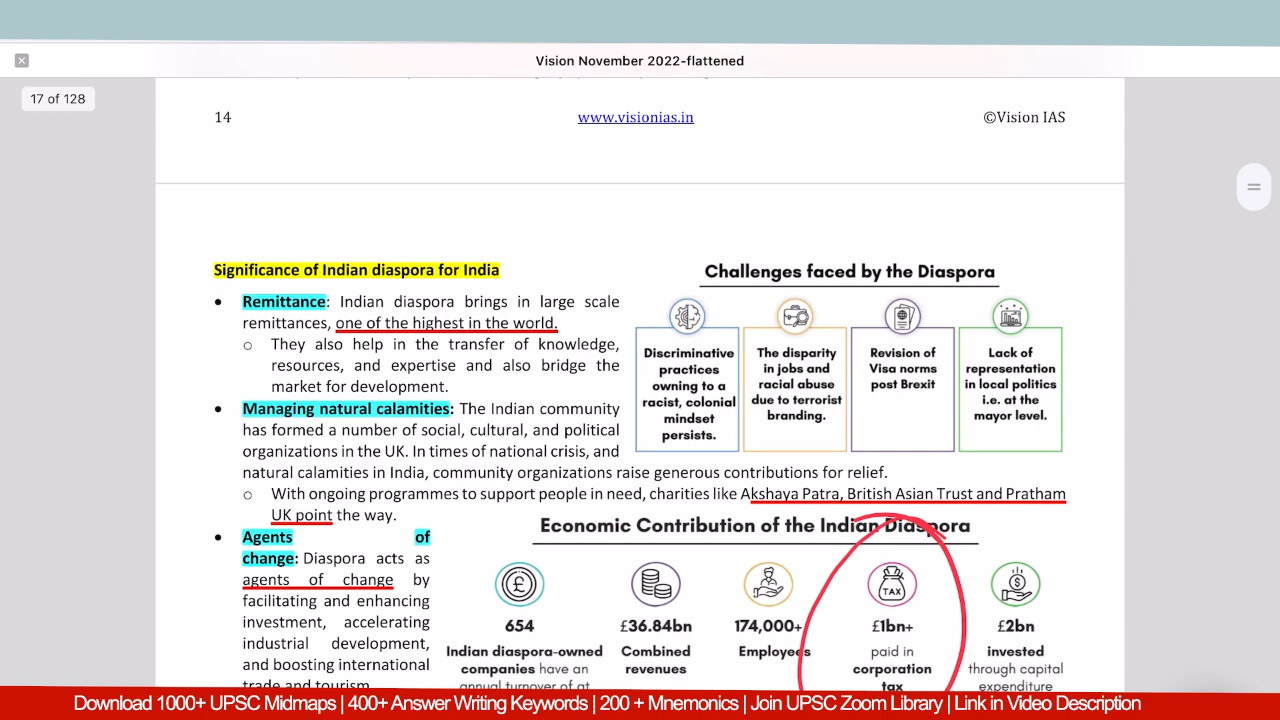 Vision November 2022-flattened
17 of 128
14
www.visionias.in
©Vision IAS
Significance of Indian diaspora for India
• Remittance: Indian diaspora brings in large scale
remittances, one of the highest in the world.
o They also help in the transfer of knowledge,
resources, and expertise and also bridge the
market for development.
• Managing natural calamities: The Indian community
has formed a number of social, cultural, and political
organizations in the UK. In times of national crisis, and
natural calamities in India, community organizations raise generous contributions for relief.
o With ongoing programmes to support people in need, charities like Akshaya Patra, British Asian Trust and Pratham
UK point the way.
• Agents of
change: Diaspora acts as
agents of change by
facilitating and enhancing
investment, accelerating
industrial development,
and boosting international
trade and tourism.
Challenges faced by the Diaspora
Discriminative
practices
owning to a
racist, colonial
mindset
persists.
The disparity
in jobs and
racial abuse
due to terrorist
branding.
Revision of
Visa norms
post Brexit
Lack of
representation
in local politics
i.e. at the
mayor level.
Economic Contribution of the Indian Diaspora
£
TAX
$
654
Indian diaspora-owned
companies have an
annual turnover of at
£36.84bn
Combined
revenues
174,000+
Employees
£1bn+
paid in
corporation
tax
£2bn
invested
through capital
expenditure
Download 1000+ UPSC Midmaps | 400+ Answer Writing Keywords | 200 + Mnemonics | Join UPSC Zoom Library | Link in Video Description